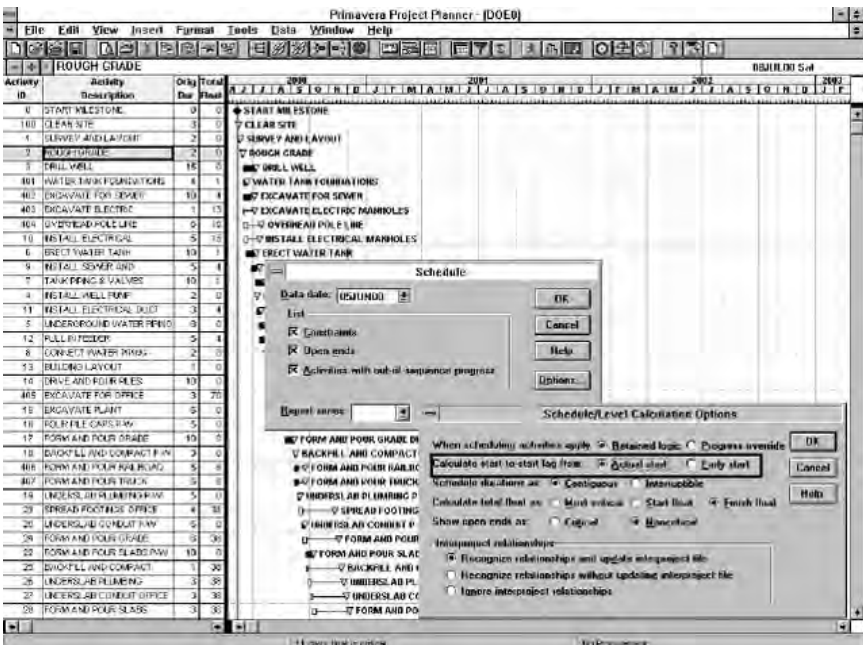 Primavera Project Planner - [DOE0]
File Edit View Insert Format Tools Data Window Help
ROUGH GRADE
08JUL00 Sat
Activity ID
Activity Description
Orig Dur
Total Float
2000 2001 2002 2003
0 START MILESTONE 0 0
100 CLEAR SITE 3 0
1 SURVEY AND LAYOUT 2 0
2 ROUGH GRADE 2 0
3 DRILL WELL 15 0
401 WATER TANK FOUNDATIONS 4 1
402 EXCAVATE FOR SEWER 10 4
403 EXCAVATE ELECTRIC 1 13
404 OVERHEAD POLE LINE 6
10 INSTALL ELECTRICAL 5
6 ERECT WATER TANK 10 1
9 INSTALL SEWER AND 5 4
7 TANK PIPING & VALVES 10 1
4 INSTALL WELL PUMP 2 0
11 INSTALL ELECTRICAL DUCT 3 4
5 UNDERGROUND WATER PIPING 0
12 PULL IN FEEDER 5 4
8 CONNECT WATER PIPING 2 0
13 BUILDING LAYOUT 1 0
14 DRIVE AND POUR PILES 10 0
405 EXCAVATE FOR OFFICE 3
15 EXCAVATE PLANT 5 0
16 POUR PILE CAPS P-W 5 0
17 FORM AND POUR GRADE 10 0
18 BACKFILL AND COMPACT P-W 3 0
406 FORM AND POUR RAILROAD 5
407 FORM AND POUR TRUCK 5
19 UNDERSLAB PLUMBING P-W 5 0
23 SPREAD FOOTINGS OFFICE 4 38
20 UNDERSLAB CONDUIT P-W 5 0
FORM AND POUR GRADE 6 38
22 FORM AND POUR SLABS P-W 10 0
25 BACKFILL AND COMPACT 1 38
26 UNDERSLAB PLUMBING 3 38
27 UNDERSLAB CONDUIT OFFICE 3 38
28 FORM AND POUR SLABS 3 38
START MILESTONE
CLEAR SITE
SURVEY AND LAYOUT
ROUGH GRADE
DRILL WELL
WATER TANK FOUNDATIONS
EXCAVATE FOR SEWER
EXCAVATE ELECTRIC MANHOLES
OVERHEAD POLE LINE
INSTALL ELECTRICAL MANHOLES
ERECT WATER TANK
FORM AND POUR GRADE
BACKFILL AND COMPACT
FORM AND POUR RAILR
FORM AND POUR TRUCK
UNDERSLAB PLUMBING P
SPREAD FOOTING
UNDERSLAB CONDUIT P
FORM AND POUR
FORM AND POUR SLAB
BACKFILL AND
UNDERSLAB PL
UNDERSLAB CO
FORM AND PO
Schedule
Data date: 05JUN00
OK
List
Constraints
Cancel
Open ends
Help
Activities with out-of-sequence progress
Options...
Report series:
Schedule/Level Calculation Options
When scheduling activities apply Retained logic Progress override
OK
Calculate start-to-start lag from: Actual start Early start
Cancel
Schedule durations as: Contiguous Interruptible
Help
Calculate total float as: Most critical Start float Finish float
Show open ends as: Critical Noncritical
Interproject relationships
Recognize relationships and update interproject file
Recognize relationships without updating interproject file
Ignore interproject relationships